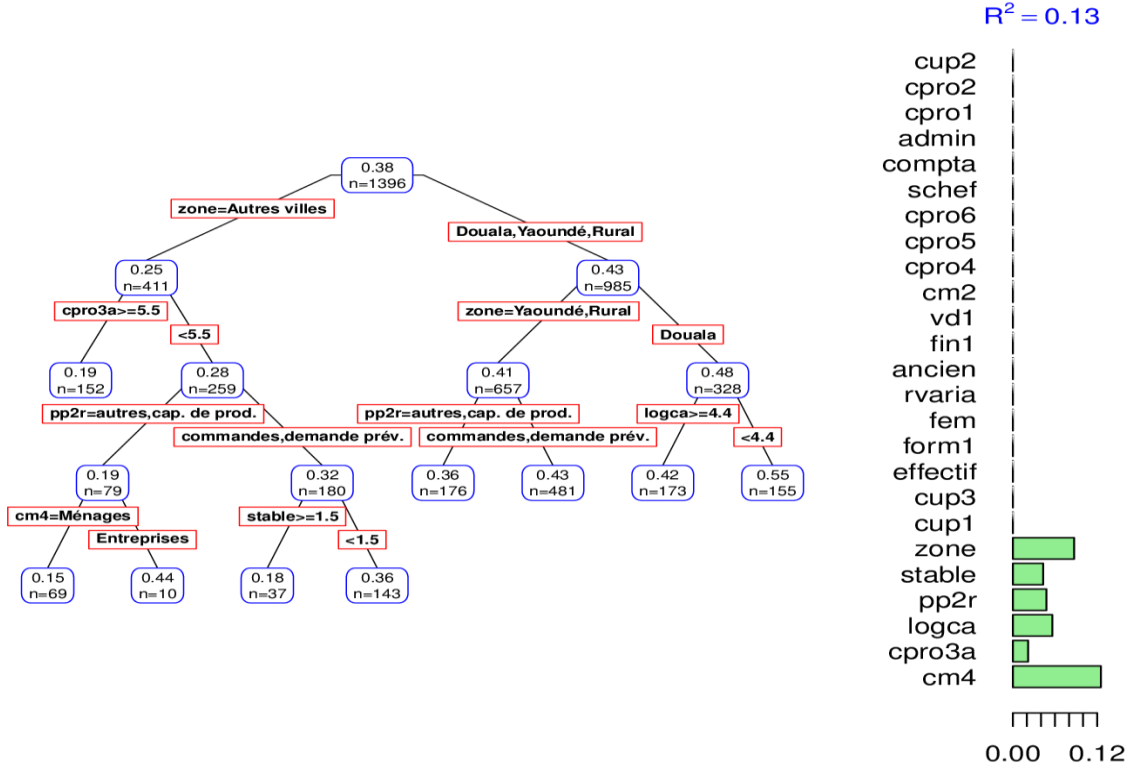 R² = 0.13
0.38
n=1396
zone=Autres villes
Douala,Yaoundé,Rural
0.25
n=411
0.43
n=985
cpro3a>=5.5
<5.5
zone=Yaoundé,Rural
Douala
0.19
n=152
0.28
n=259
0.41
n=657
0.48
n=328
pp2r=autres,cap. de prod.
commandes,demande prév.
pp2r=autres,cap. de prod.
commandes,demande prév.
logca>=4.4
<4.4
0.19
n=79
0.32
n=180
0.36
n=176
0.43
n=481
0.42
n=173
0.55
n=155
cm4=Ménages
Entreprises
stable>=1.5
<1.5
0.15
n=69
0.44
n=10
0.18
n=37
0.36
n=143
cup2
cpro2
cpro1
admin
compta
schef
cpro6
cpro5
cpro4
cm2
vd1
fin1
ancien
rvaria
fem
form1
effectif
cup3
cup1
zone
stable
pp2r
logca
cpro3a
cm4
0.00 0.12